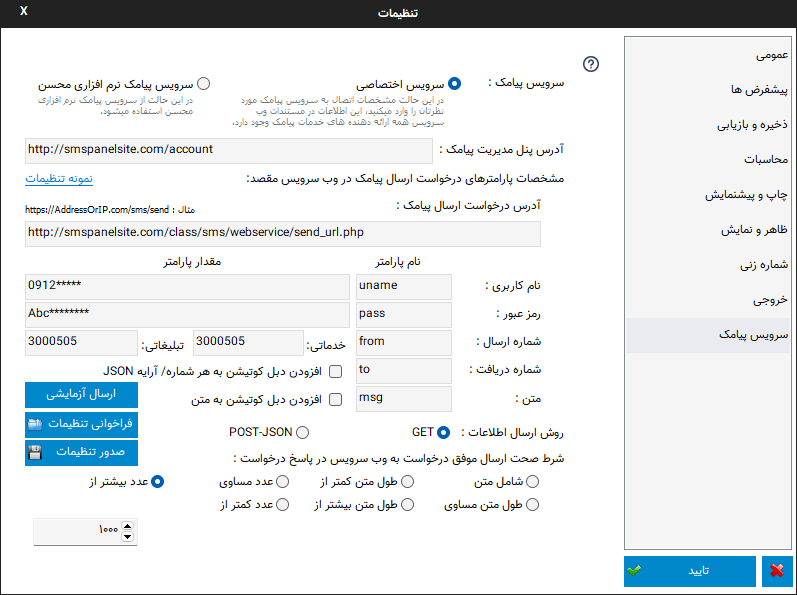 تنظیمات
X
عمومی
پیشفرض ها
ذخیره و بازیابی
محاسبات
چاپ و پیشنمایش
ظاهر و نمایش
شماره زنی
خروجی
سرویس پیامک
تایید
سرویس پیامک :
سرویس اختصاصی
در این حالت مشخصات اتصال به سرویس پیامک مورد
نظرتان را وارد میکنید، این اطلاعات در مستندات وب
سرویس همه ارائه دهنده های خدمات پیامک وجود دارد.
سرویس پیامک نرم افزاری محسن
در این حالت از سرویس پیامک نرم افزاری
محسن استفاده میشود.
آدرس پنل مدیریت پیامک :
http://smspanelsite.com/account
مشخصات پارامترهای درخواست ارسال پیامک در وب سرویس مقصد:
نمونه تنظیمات
آدرس درخواست ارسال پیامک :
مثال : https://AddressOrIP.com/sms/send
http://smspanelsite.com/class/sms/webservice/send_url.php
نام پارامتر
مقدار پارامتر
نام کاربری :
uname
0912*****
رمز عبور :
pass
Abc********
شماره ارسال :
from
خدماتی:
3000505
تبلیغاتی:
3000505
شماره دریافت :
to
افزودن دبل کوتیشن به هر شماره/ آرایه JSON
متن :
msg
افزودن دبل کوتیشن به متن
ارسال آزمایشی
فراخوانی تنظیمات
صدور تنظیمات
روش ارسال اطلاعات :
GET
POST-JSON
شرط صحت ارسال موفق درخواست به وب سرویس در پاسخ درخواست :
شامل متن
طول متن کمتر از
عدد مساوی
عدد بیشتر از
طول متن مساوی
طول متن بیشتر از
عدد کمتر از
۱۰۰۰